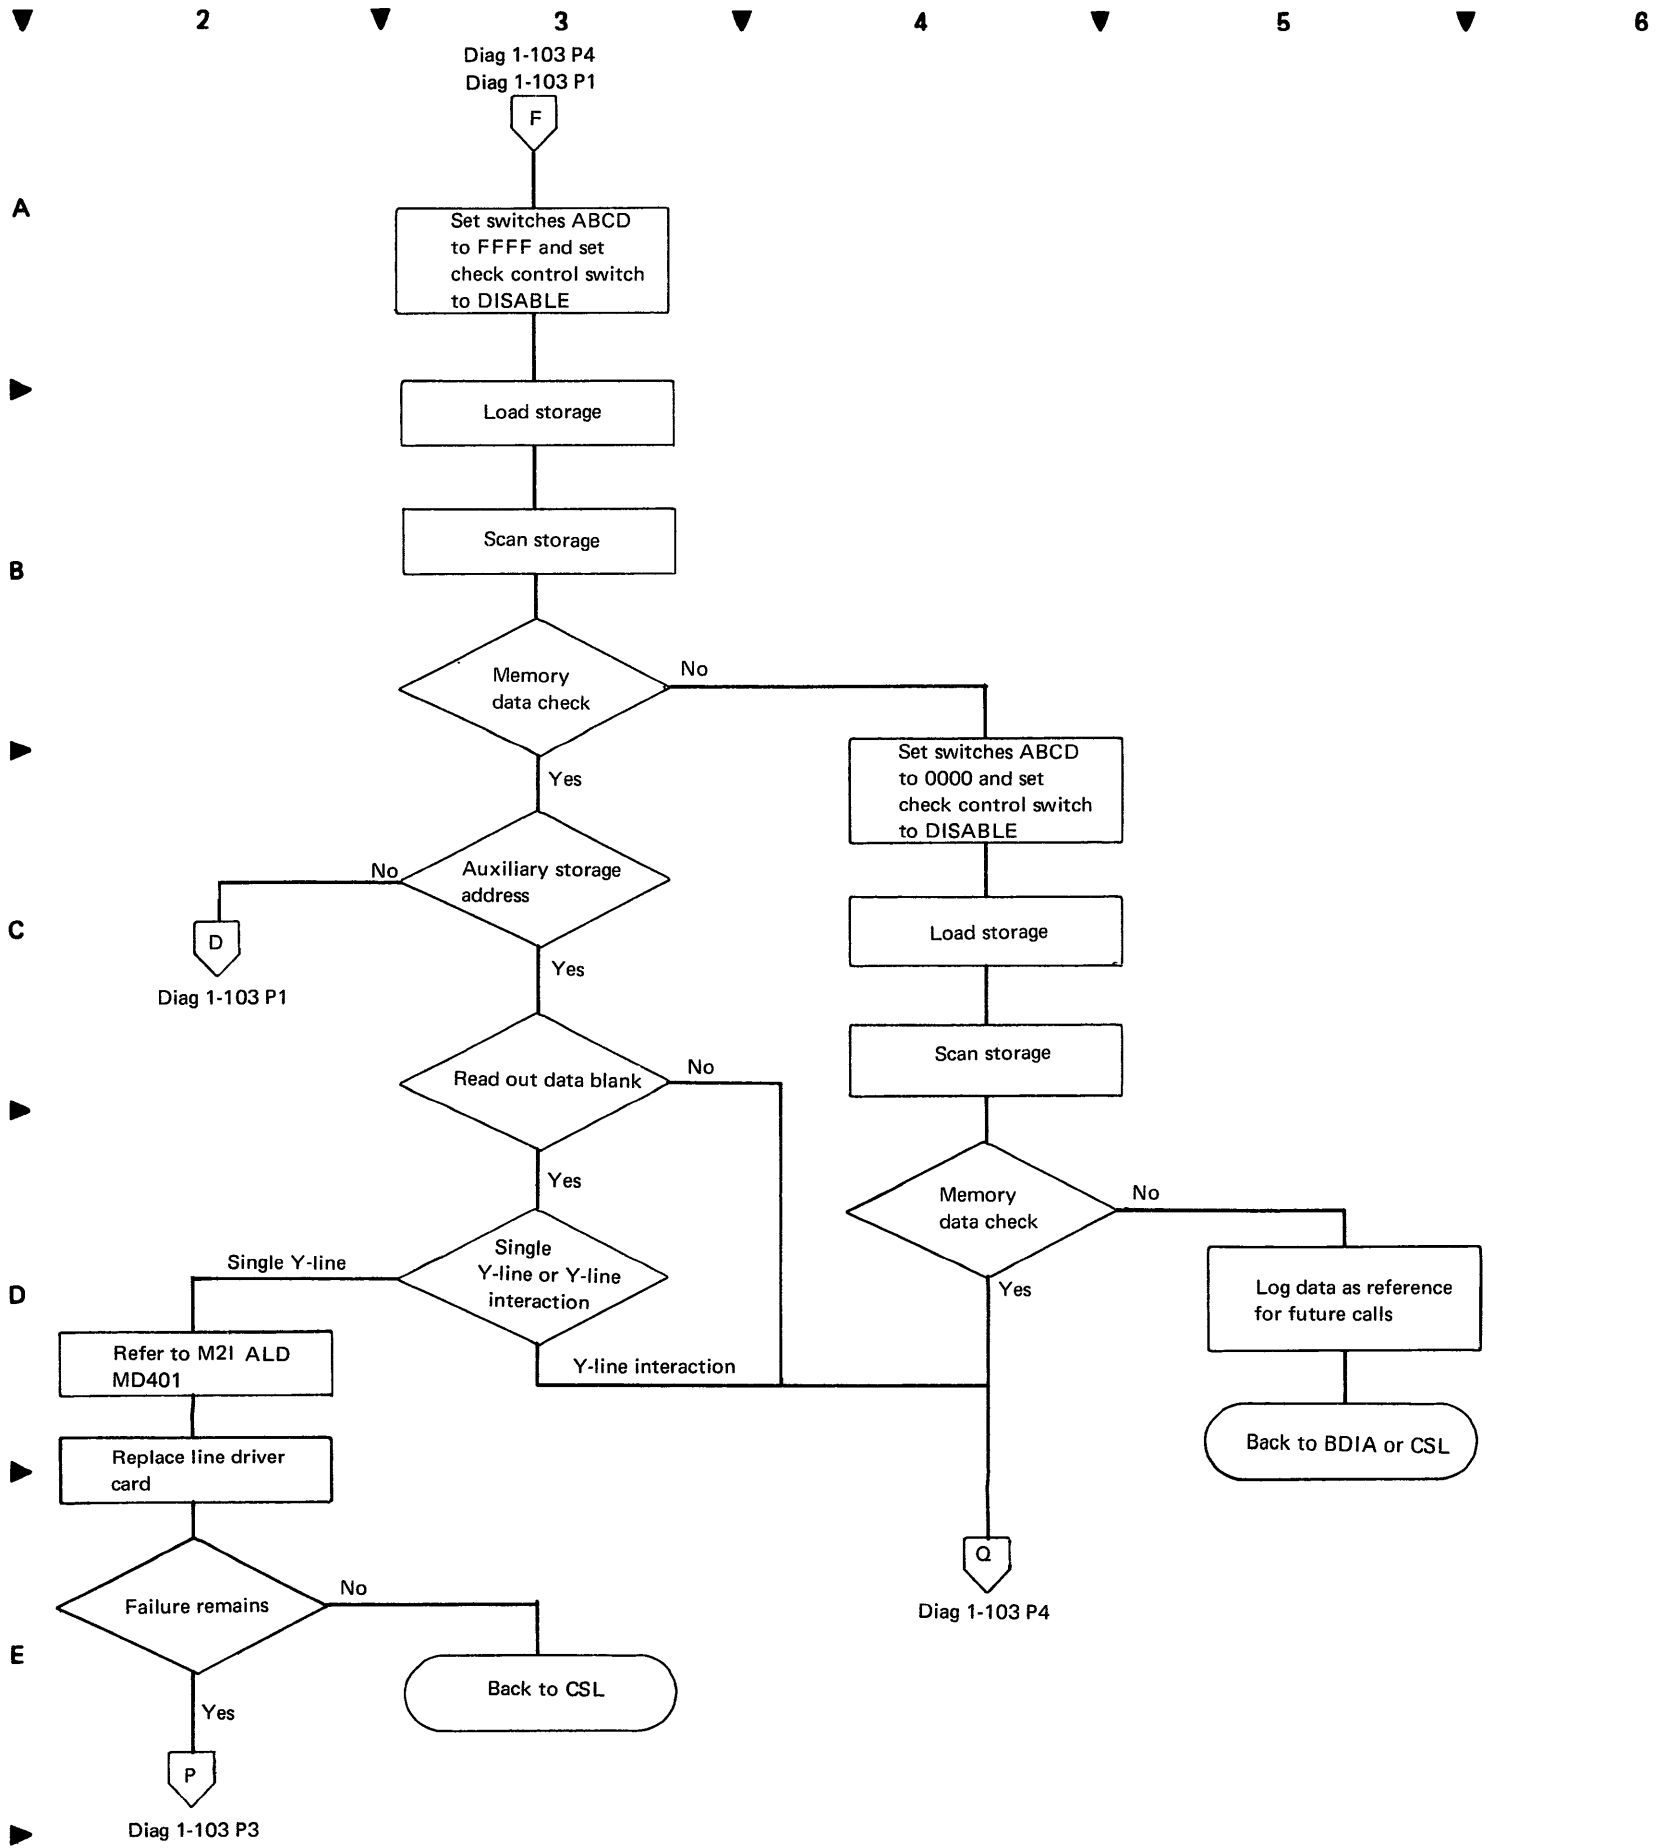 2 3 4 5 6
Diag 1-103 P4
Diag 1-103 P1
F
A
Set switches ABCD
to FFFF and set
check control switch
to DISABLE
Load storage
Scan storage
B
Memory
data check
No
Yes
Set switches ABCD
to 0000 and set
check control switch
to DISABLE
Auxiliary storage
address
No
D
Diag 1-103 P1
C
Yes
Load storage
Scan storage
Read out data blank
No
Yes
Memory
data check
No
Yes
Single
Y-line or Y-line
interaction
Single Y-line
Y-line interaction
D
Log data as reference
for future calls
Back to BDIA or CSL
Refer to M2I ALD
MD401
Replace line driver
card
Q
Diag 1-103 P4
Failure remains
No
E
Back to CSL
Yes
P
Diag 1-103 P3